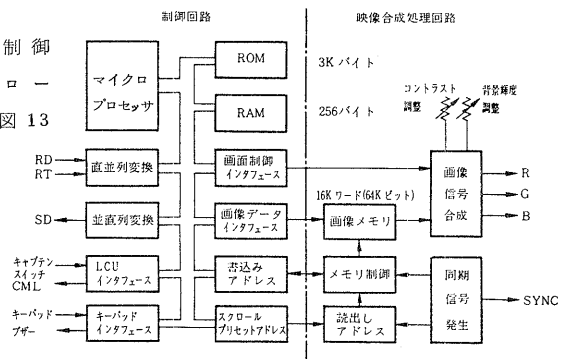 制御回路
映像合成処理回路
制 御
ロ ー
図 13
マイクロ
プロセッサ
ROM
3K バイト
RAM
256バイト
コントラスト
調整
背景輝度
調整
RD
RT
直並列変換
画面制御
インタフェース
画像
信号
合成
R
G
B
SD
並直列変換
画像データ
インタフェース
16K ワード(64K ビット)
画像メモリ
キャプテン
スイッチ
CML
LCU
インタフェース
書込み
アドレス
メモリ制御
同期
信号
発生
SYNC
キーパッド
ブザー
キーパッド
インタフェース
スクロール
プリセットアドレス
読出し
アドレス